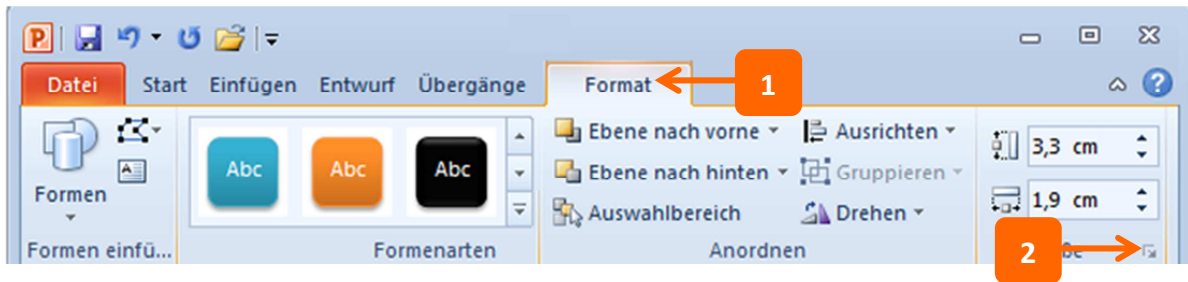 Datei Start Einfügen Entwurf Übergänge Format 1
Formen
Abc Abc Abc
Ebene nach vorne
Ebene nach hinten
Auswahlbereich
Ausrichten
Gruppieren
Drehen
3,3 cm
1,9 cm
Formen einfü... Formenarten Anordnen 2